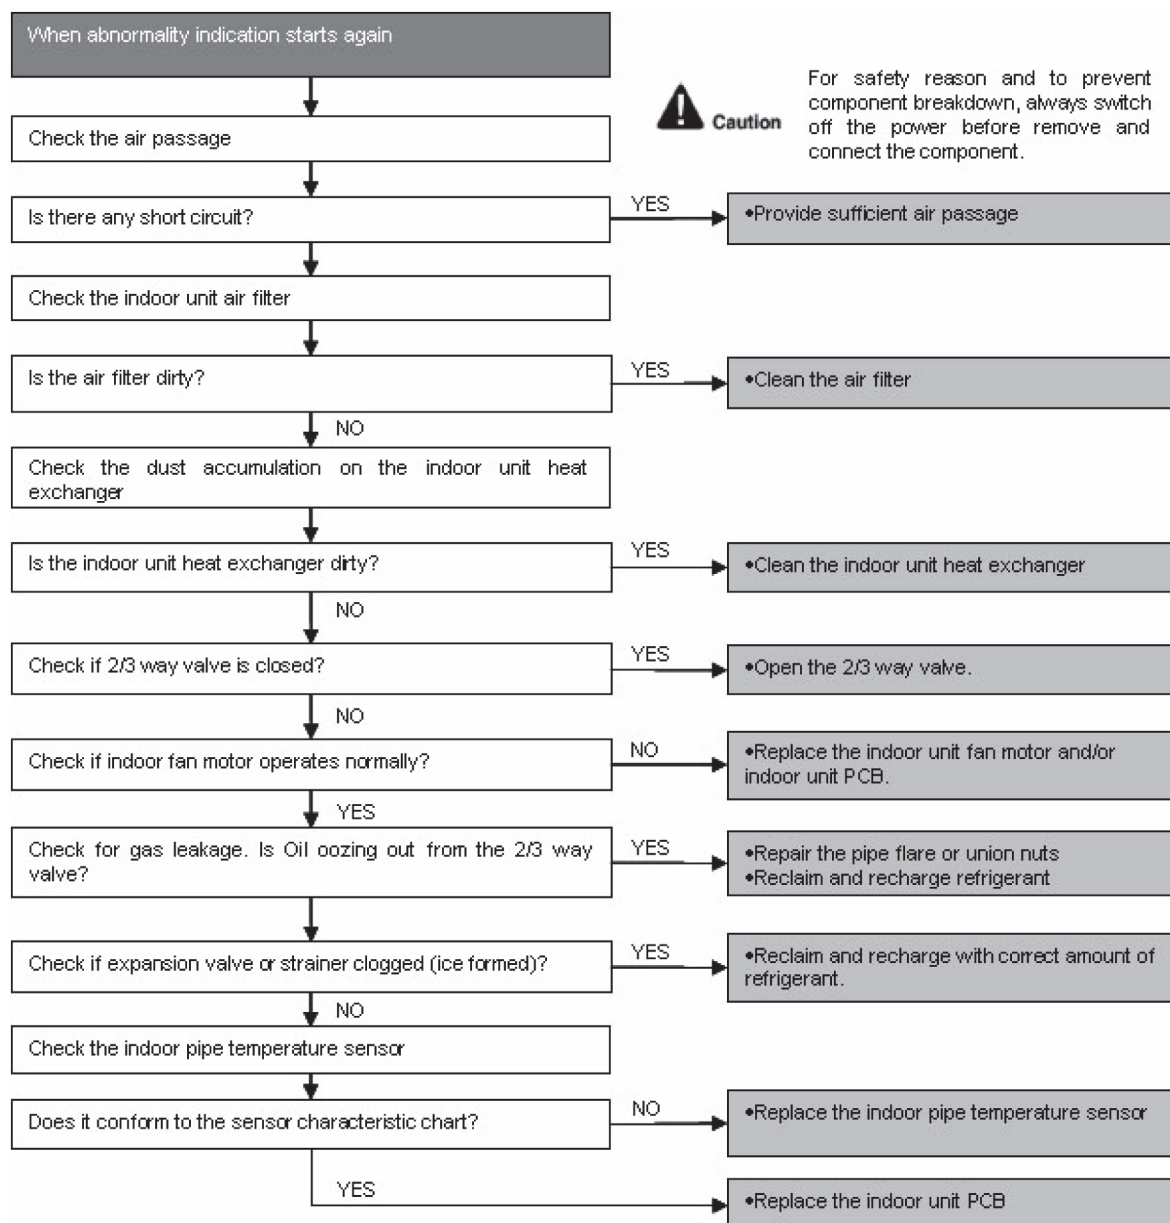 When abnormality indication starts again
For safety reason and to prevent
component breakdown, always switch
off the power before remove and
connect the component.
Caution
Check the air passage
Is there any short circuit?
YES
•Provide sufficient air passage
Check the indoor unit air filter
Is the air filter dirty?
YES
•Clean the air filter
NO
Check the dust accumulation on the indoor unit heat
exchanger
Is the indoor unit heat exchanger dirty?
YES
•Clean the indoor unit heat exchanger
NO
Check if 2/3 way valve is closed?
YES
•Open the 2/3 way valve.
NO
Check if indoor fan motor operates normally?
NO
•Replace the indoor unit fan motor and/or
indoor unit PCB.
YES
Check for gas leakage. Is Oil oozing out from the 2/3 way
valve?
YES
•Repair the pipe flare or union nuts
•Reclaim and recharge refrigerant
Check if expansion valve or strainer clogged (ice formed)?
YES
•Reclaim and recharge with correct amount of
refrigerant.
NO
Check the indoor pipe temperature sensor
Does it conform to the sensor characteristic chart?
NO
•Replace the indoor pipe temperature sensor
YES
•Replace the indoor unit PCB